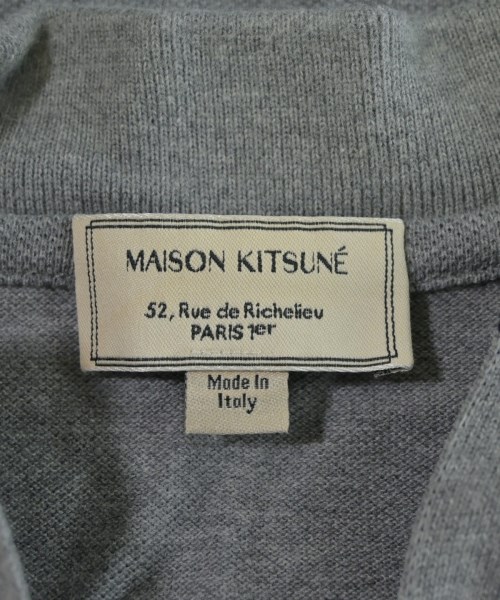 MAISON KITSUNÉ
52, Rue de Richelieu
PARIS 1er
Made In
Italy